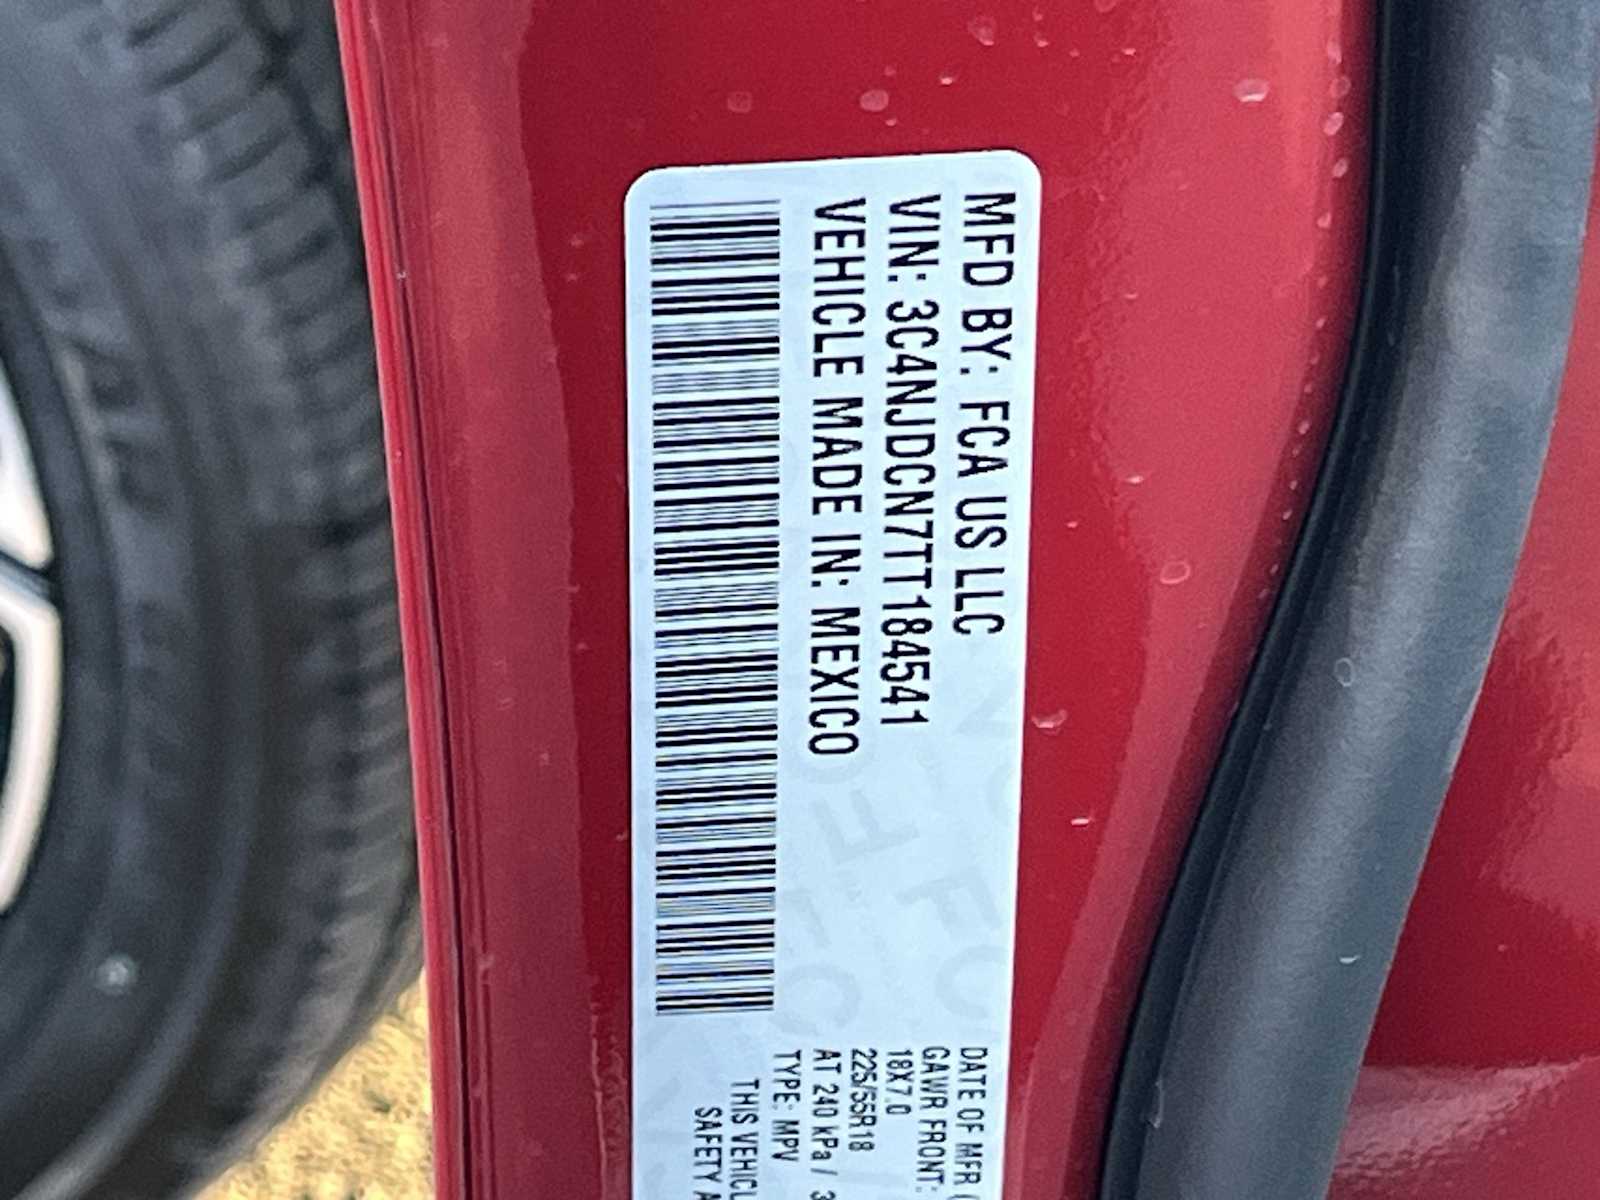 MFD BY: FCA US LLC
VIN: 3C4NJDCN7TT184541
VEHICLE MADE IN: MEXICO
DATE OF MFR (
GAWR FRONT:
18X7.0
225/55R18
AT 240 kPa / 3
TYPE: MPV
THIS VEHICL
SAFETY A